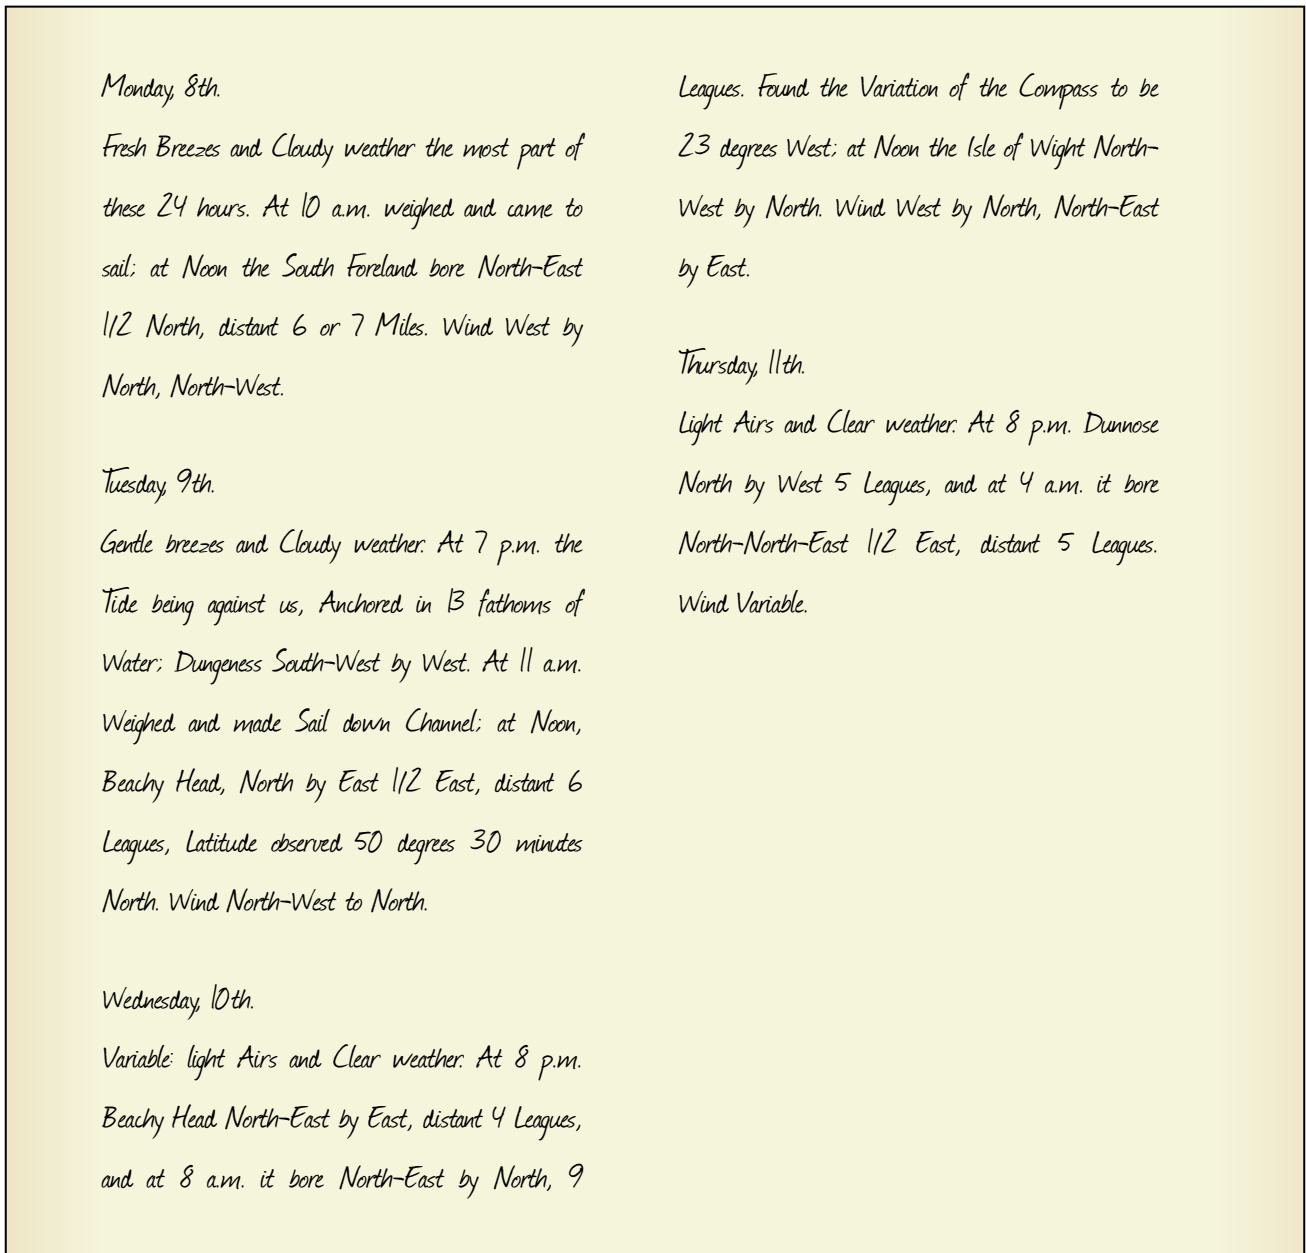 Monday, 8th.
Fresh Breezes and Cloudy weather the most part of
these 24 hours. At 10 a.m. weighed and came to
sail; at Noon the South Foreland bore North-East
1/2 North, distant 6 or 7 Miles. Wind West by
North, North-West.
Tuesday, 9th.
Gentle breezes and Cloudy weather. At 7 p.m. the
Tide being against us, Anchored in 13 fathoms of
Water; Dungeness South-West by West. At 11 a.m.
Weighed and made Sail down Channel; at Noon,
Beachy Head, North by East 1/2 East, distant 6
Leagues, Latitude observed 50 degrees 30 minutes
North. Wind North-West to North.
Wednesday, 10th.
Variable: light Airs and Clear weather. At 8 p.m.
Beachy Head North-East by East, distant 4 Leagues,
and at 8 a.m. it bore North-East by North, 9
Leagues. Found the Variation of the Compass to be
23 degrees West; at Noon the Isle of Wight North-
West by North. Wind West by North, North-East
by East.
Thursday, 11th.
Light Airs and Clear weather. At 8 p.m. Dunnose
North by West 5 Leagues, and at 4 a.m. it bore
North-North-East 1/2 East, distant 5 Leagues.
Wind Variable.